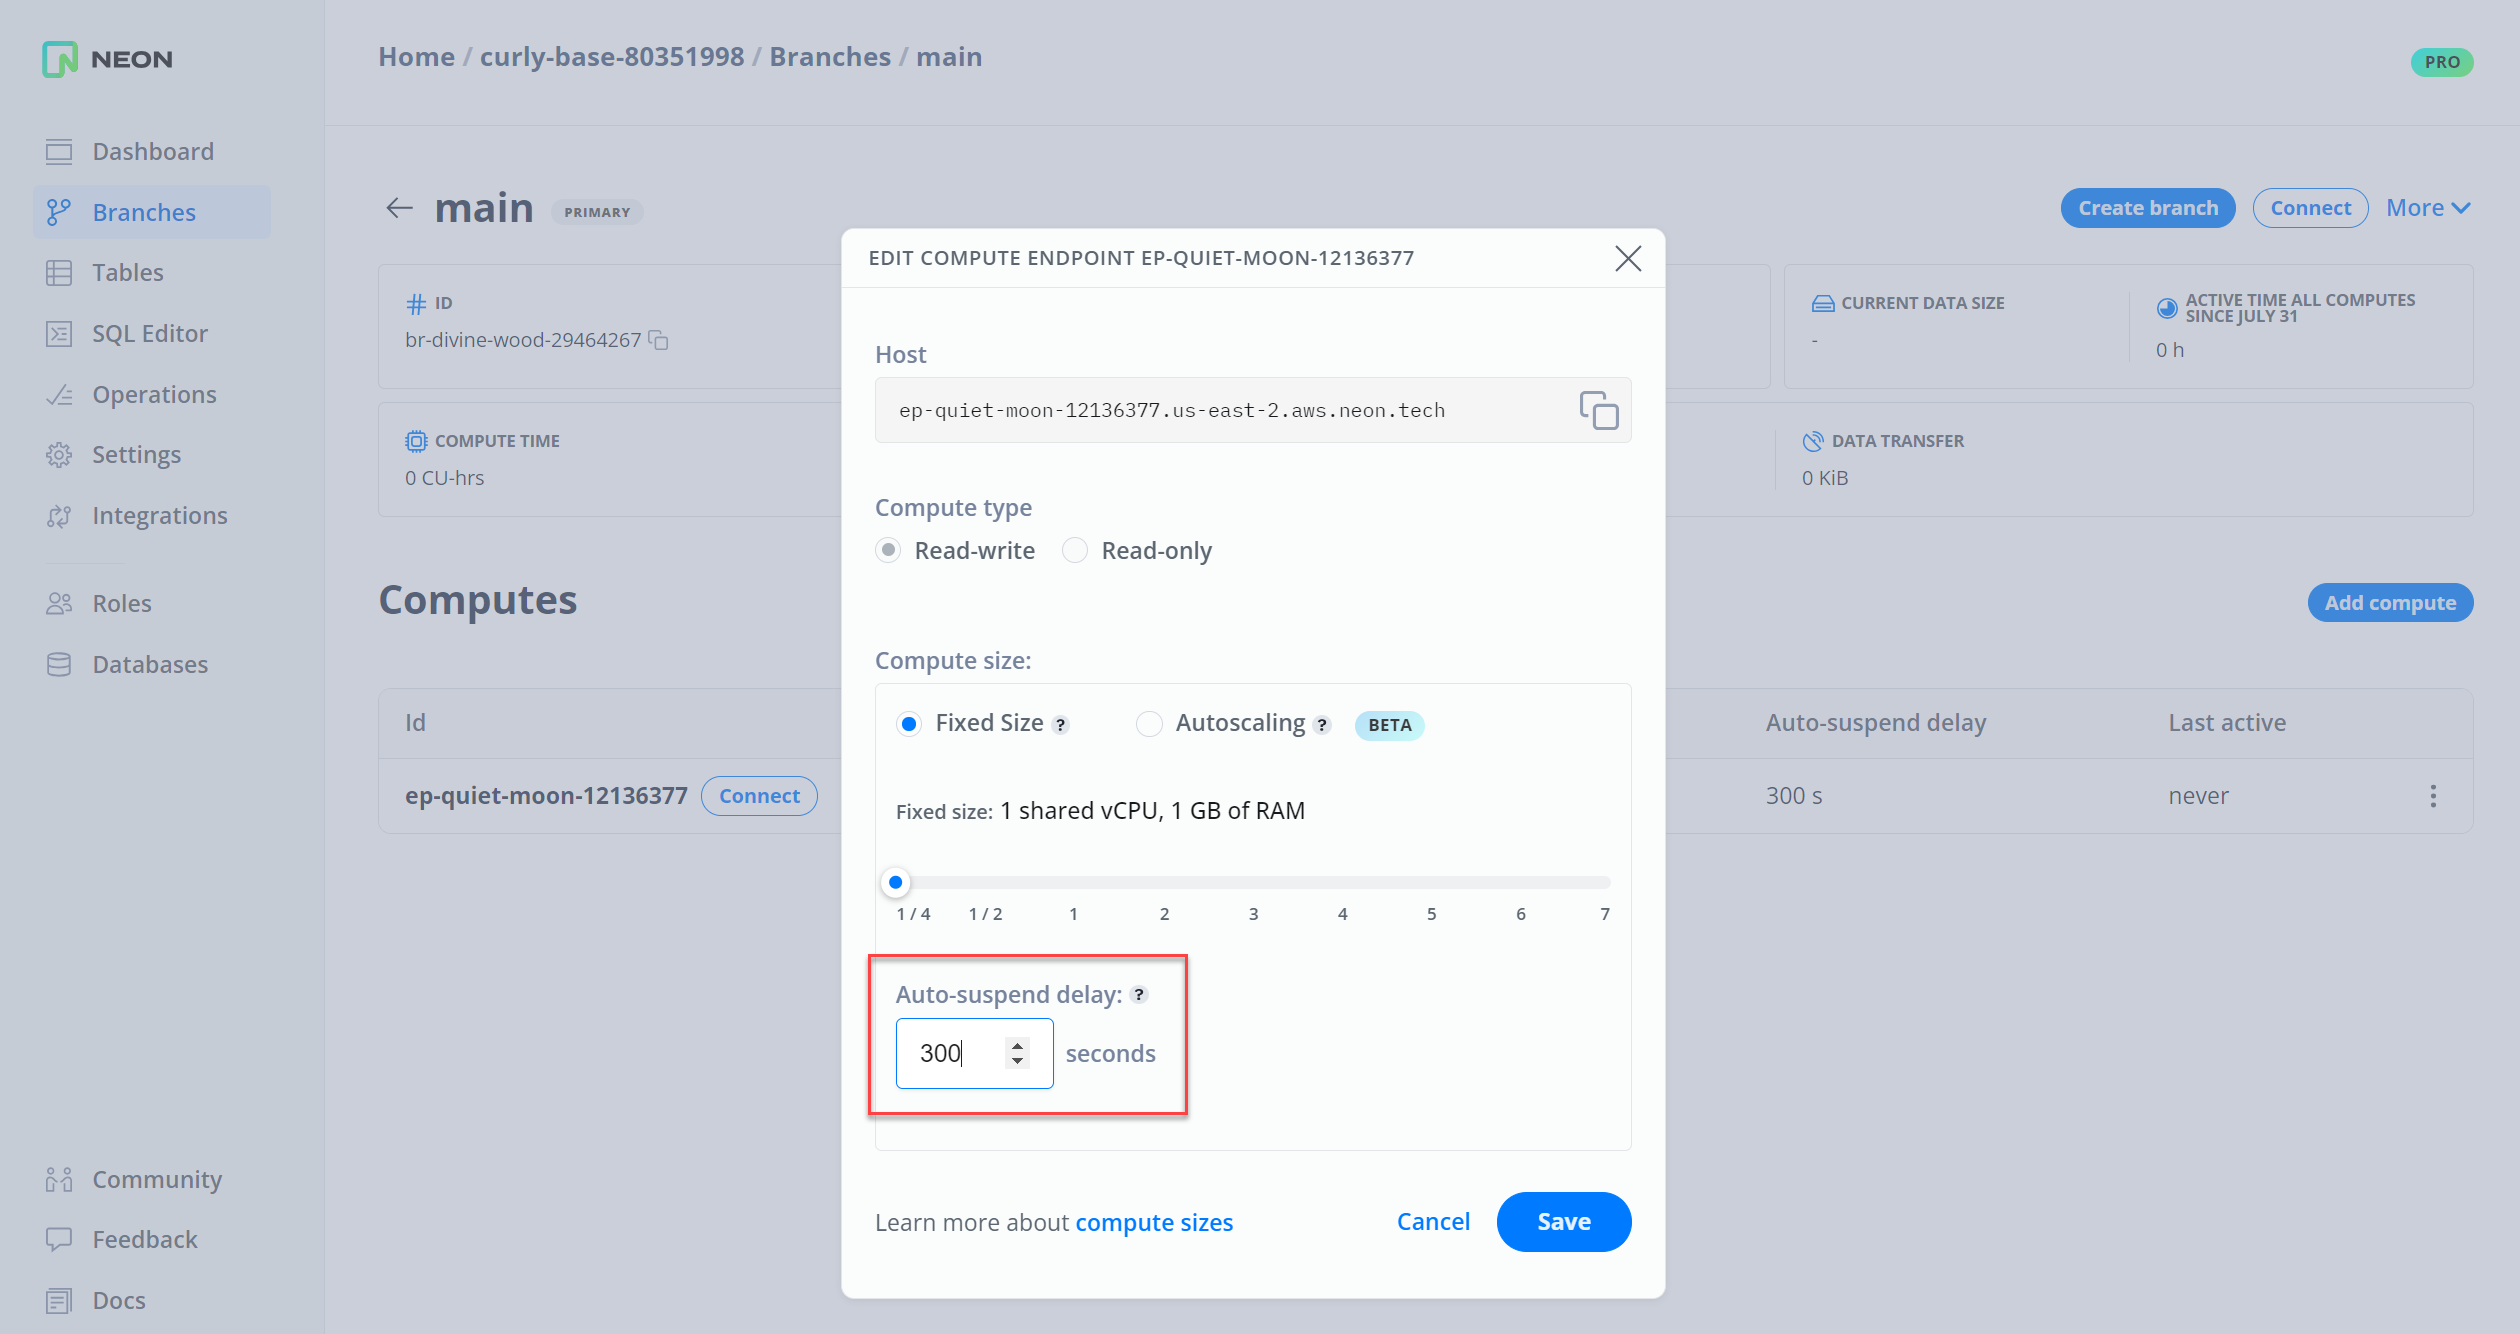 NEON
Home / curly-base-80351998 / Branches / main
PRO
Dashboard
Branches
Tables
SQL Editor
Operations
Settings
Integrations
Roles
Databases
Community
Feedback
Docs
main PRIMARY
Create branch
Connect
More
ID
br-divine-wood-29464267
CURRENT DATA SIZE
-
ACTIVE TIME ALL COMPUTES
SINCE JULY 31
0 h
COMPUTE TIME
0 CU-hrs
DATA TRANSFER
0 KiB
Computes
Add compute
Id
Auto-suspend delay
Last active
ep-quiet-moon-12136377
Connect
300 s
never
EDIT COMPUTE ENDPOINT EP-QUIET-MOON-12136377
Host
ep-quiet-moon-12136377.us-east-2.aws.neon.tech
Compute type
Read-write
Read-only
Compute size:
Fixed Size ?
Autoscaling ?
BETA
Fixed size: 1 shared vCPU, 1 GB of RAM
1 / 4 1 / 2 1 2 3 4 5 6 7
Auto-suspend delay: ?
300
seconds
Learn more about compute sizes
Cancel
Save